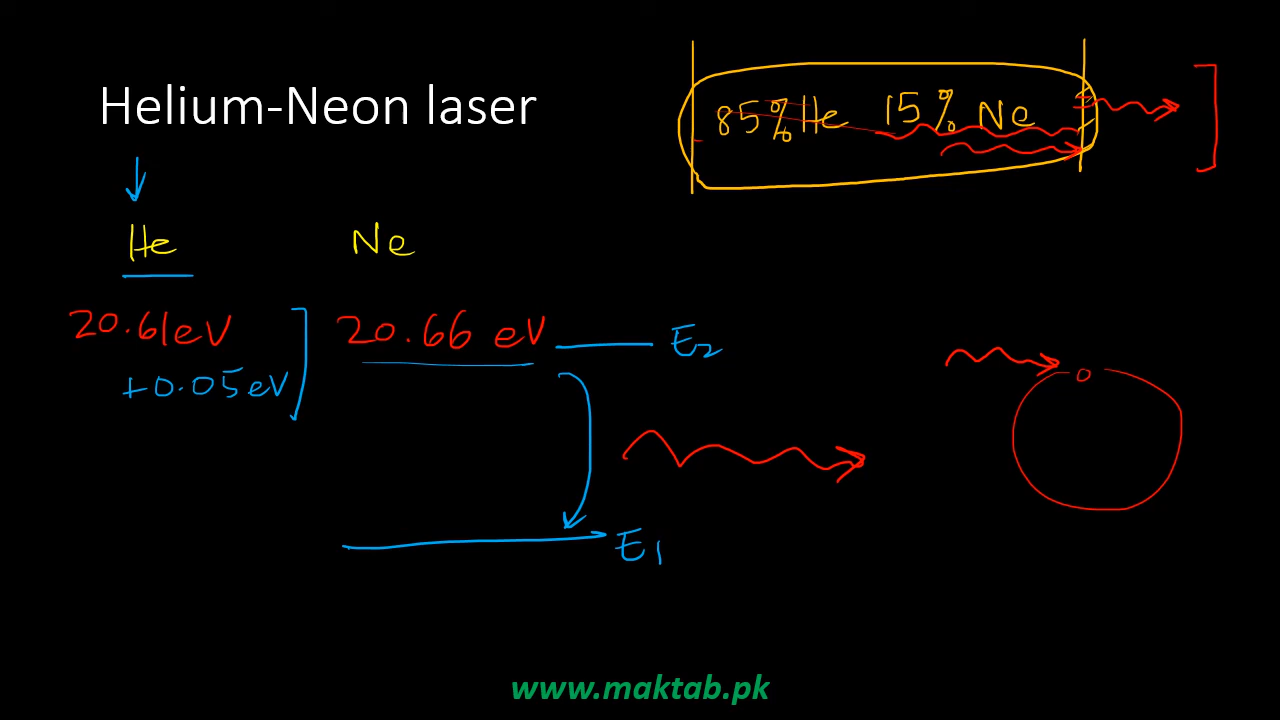 Helium-Neon laser
85% He 15% Ne
He Ne
20.61eV 20.66 eV E2
+0.05eV
E1
www.maktab.pk